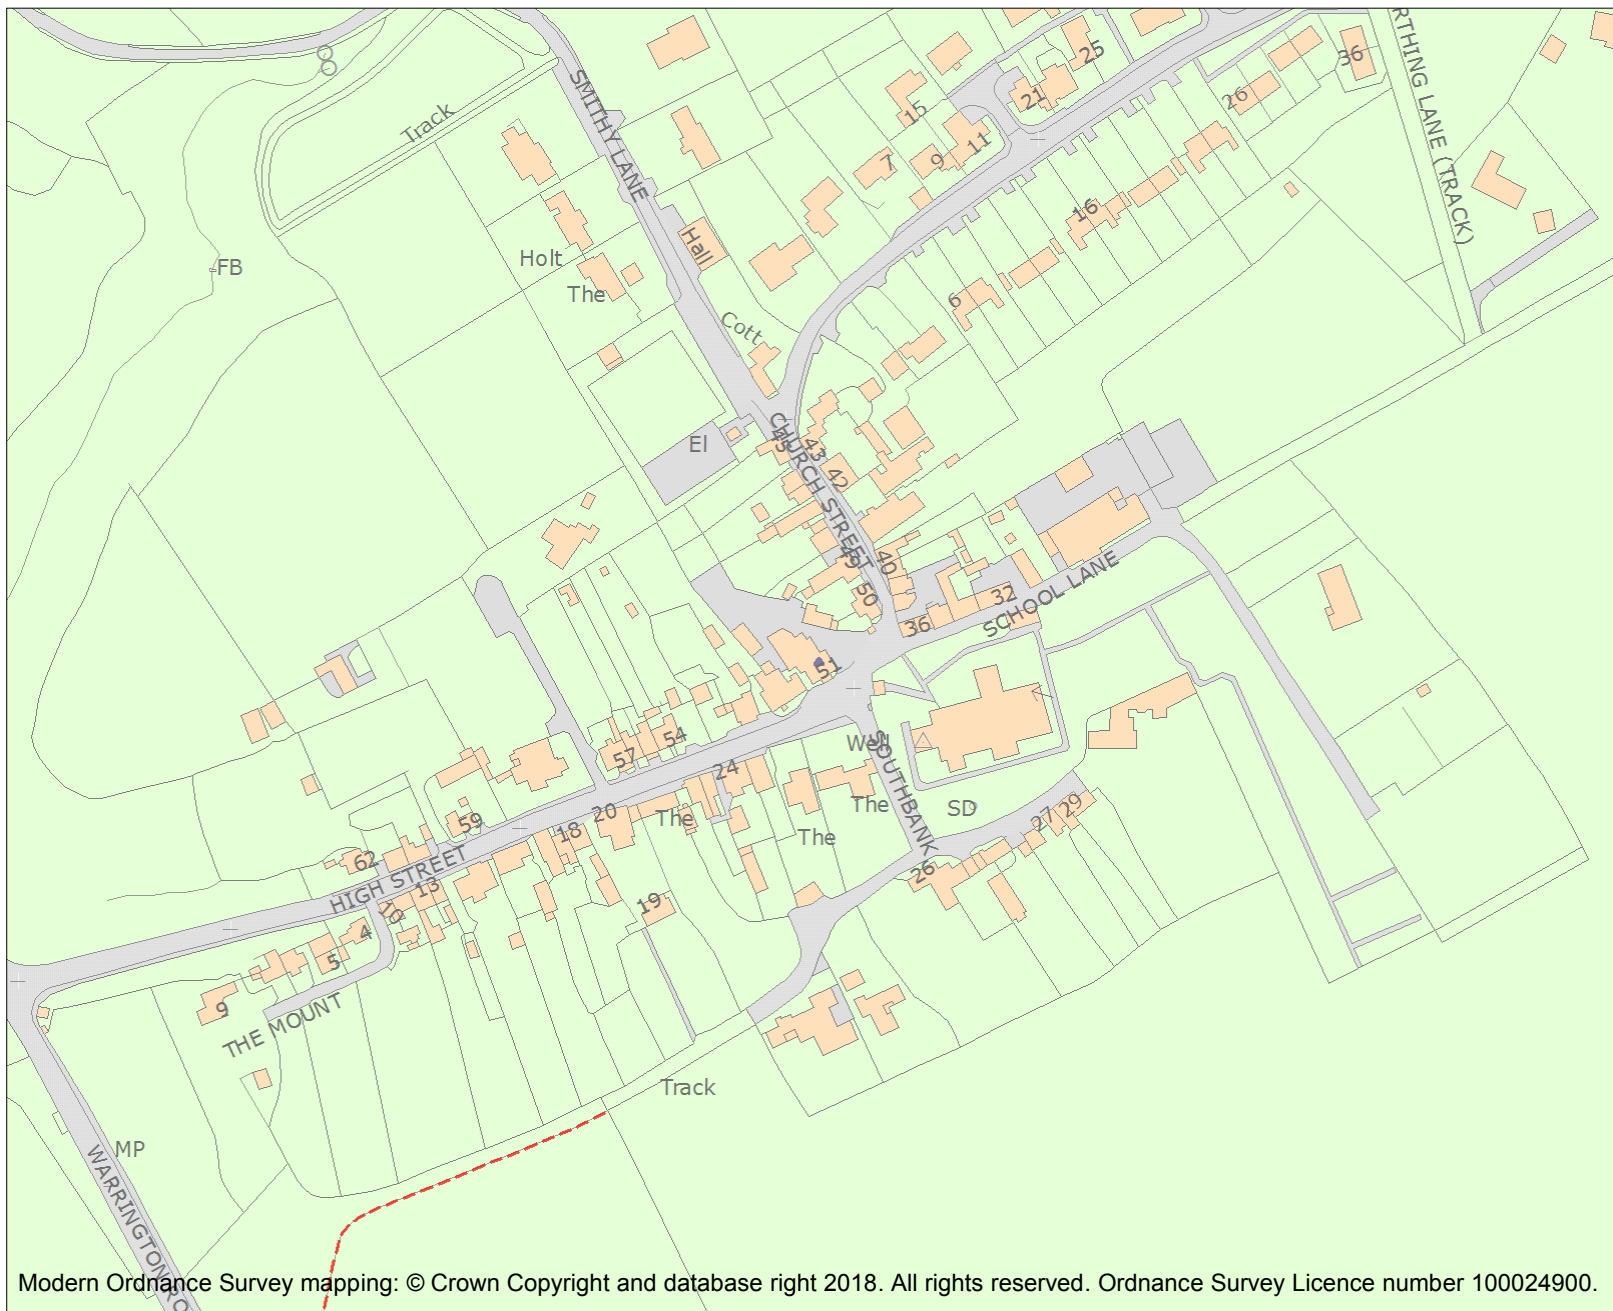 SMITHY LANE
RTHING LANE (TRACK)
25
36
21
26
15
11
Track
7
9
16
Hall
Holt
FB
The
6
Cott
El
45
43
42
CHURCH STREET
49
40
50
32
SCHOOL LANE
36
51
54
57
Well
SOUTHBANK
24
The
SD
The
20
The
18
59
27
29
62
26
HIGH STREET
13
10
19
4
5
9
THE MOUNT
Track
MP
WARRINGTON RO
Modern Ordnance Survey mapping: © Crown Copyright and database right 2018. All rights reserved. Ordnance Survey Licence number 100024900.